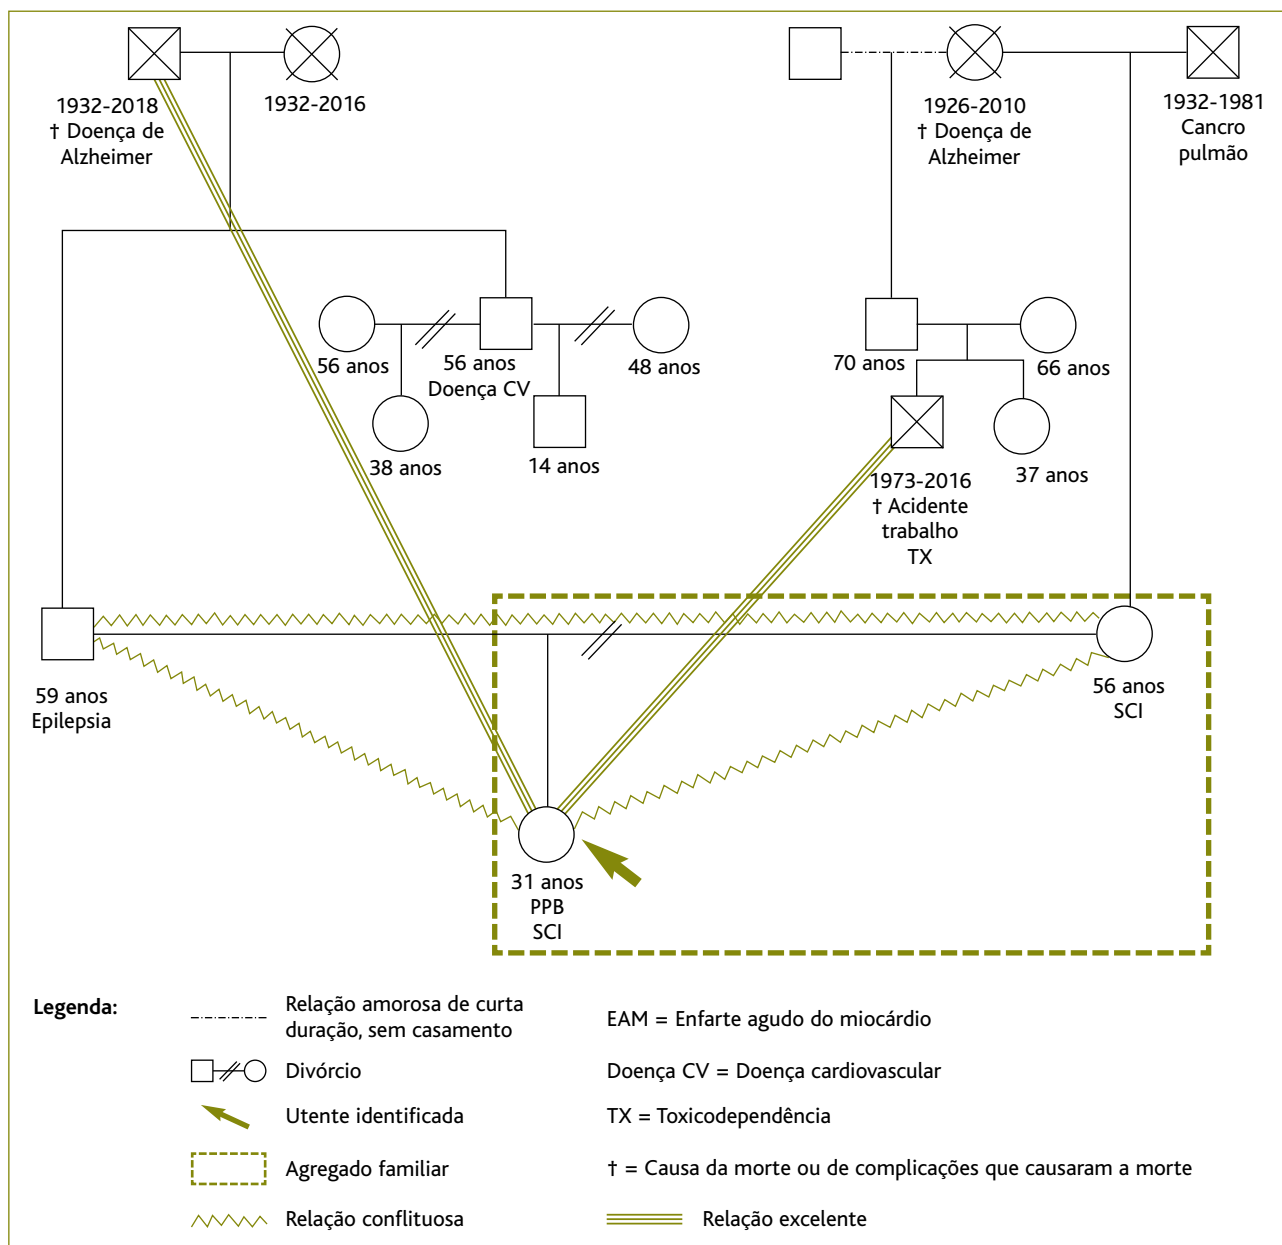 1932-2018
† Doença de
Alzheimer
1932-2016
1926-2010
† Doença de
Alzheimer
1932-1981
Cancro
pulmão
56 anos
56 anos
Doença CV
48 anos
38 anos
14 anos
70 anos
66 anos
1973-2016
† Acidente
trabalho
TX
37 anos
59 anos
Epilepsia
56 anos
SCI
31 anos
PPB
SCI
Legenda:
Relação amorosa de curta
duração, sem casamento
EAM = Enfarte agudo do miocárdio
Divórcio
Doença CV = Doença cardiovascular
Utente identificada
TX = Toxicodependência
Agregado familiar
† = Causa da morte ou de complicações que causaram a morte
Relação conflituosa
Relação excelente